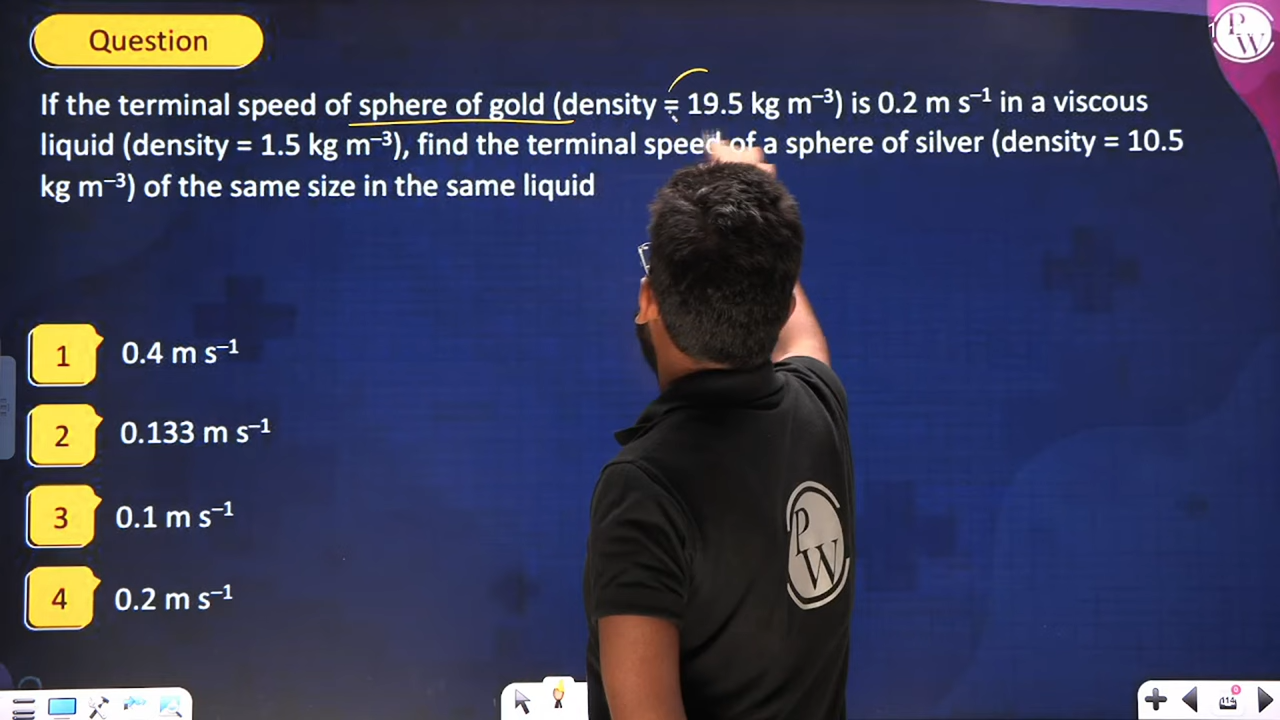 Question
If the terminal speed of sphere of gold (density = 19.5 kg m⁻³) is 0.2 m s⁻¹ in a viscous
liquid (density = 1.5 kg m⁻³), find the terminal speed of a sphere of silver (density = 10.5
kg m⁻³) of the same size in the same liquid
1 0.4 m s⁻¹
2 0.133 m s⁻¹
3 0.1 m s⁻¹
4 0.2 m s⁻¹
P
W
P
W
114